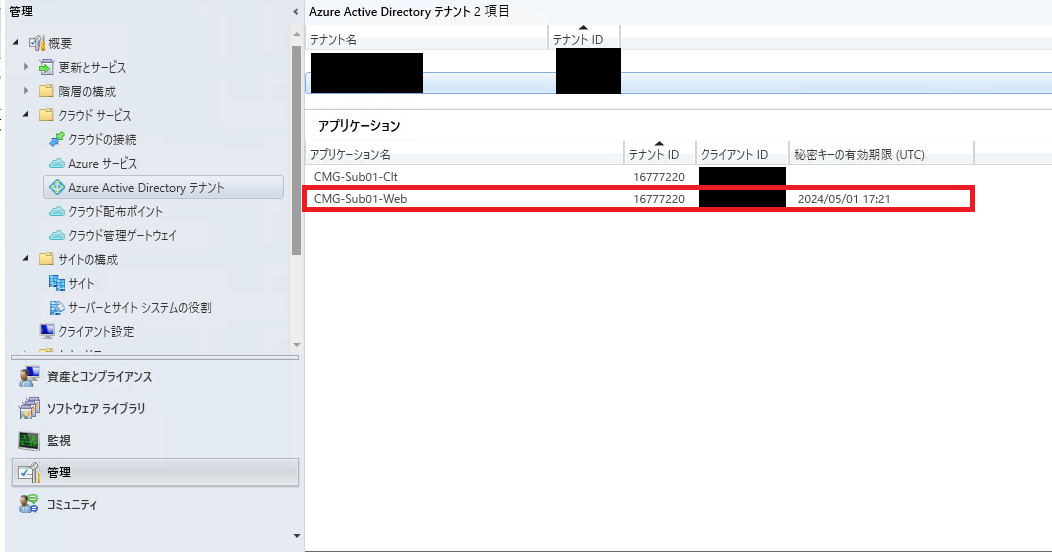 管理
概要
更新とサービス
階層の構成
クラウド サービス
クラウドの接続
Azure サービス
Azure Active Directory テナント
クラウド配布ポイント
クラウド管理ゲートウェイ
サイトの構成
サイト
サーバーとサイト システムの役割
クライアント設定
資産とコンプライアンス
ソフトウェア ライブラリ
監視
管理
コミュニティ
Azure Active Directory テナント 2 項目
テナント名 テナント ID
アプリケーション
アプリケーション名 テナント ID クライアント ID 秘密キーの有効期限 (UTC)
CMG-Sub01-Clt 16777220
CMG-Sub01-Web 16777220 2024/05/01 17:21